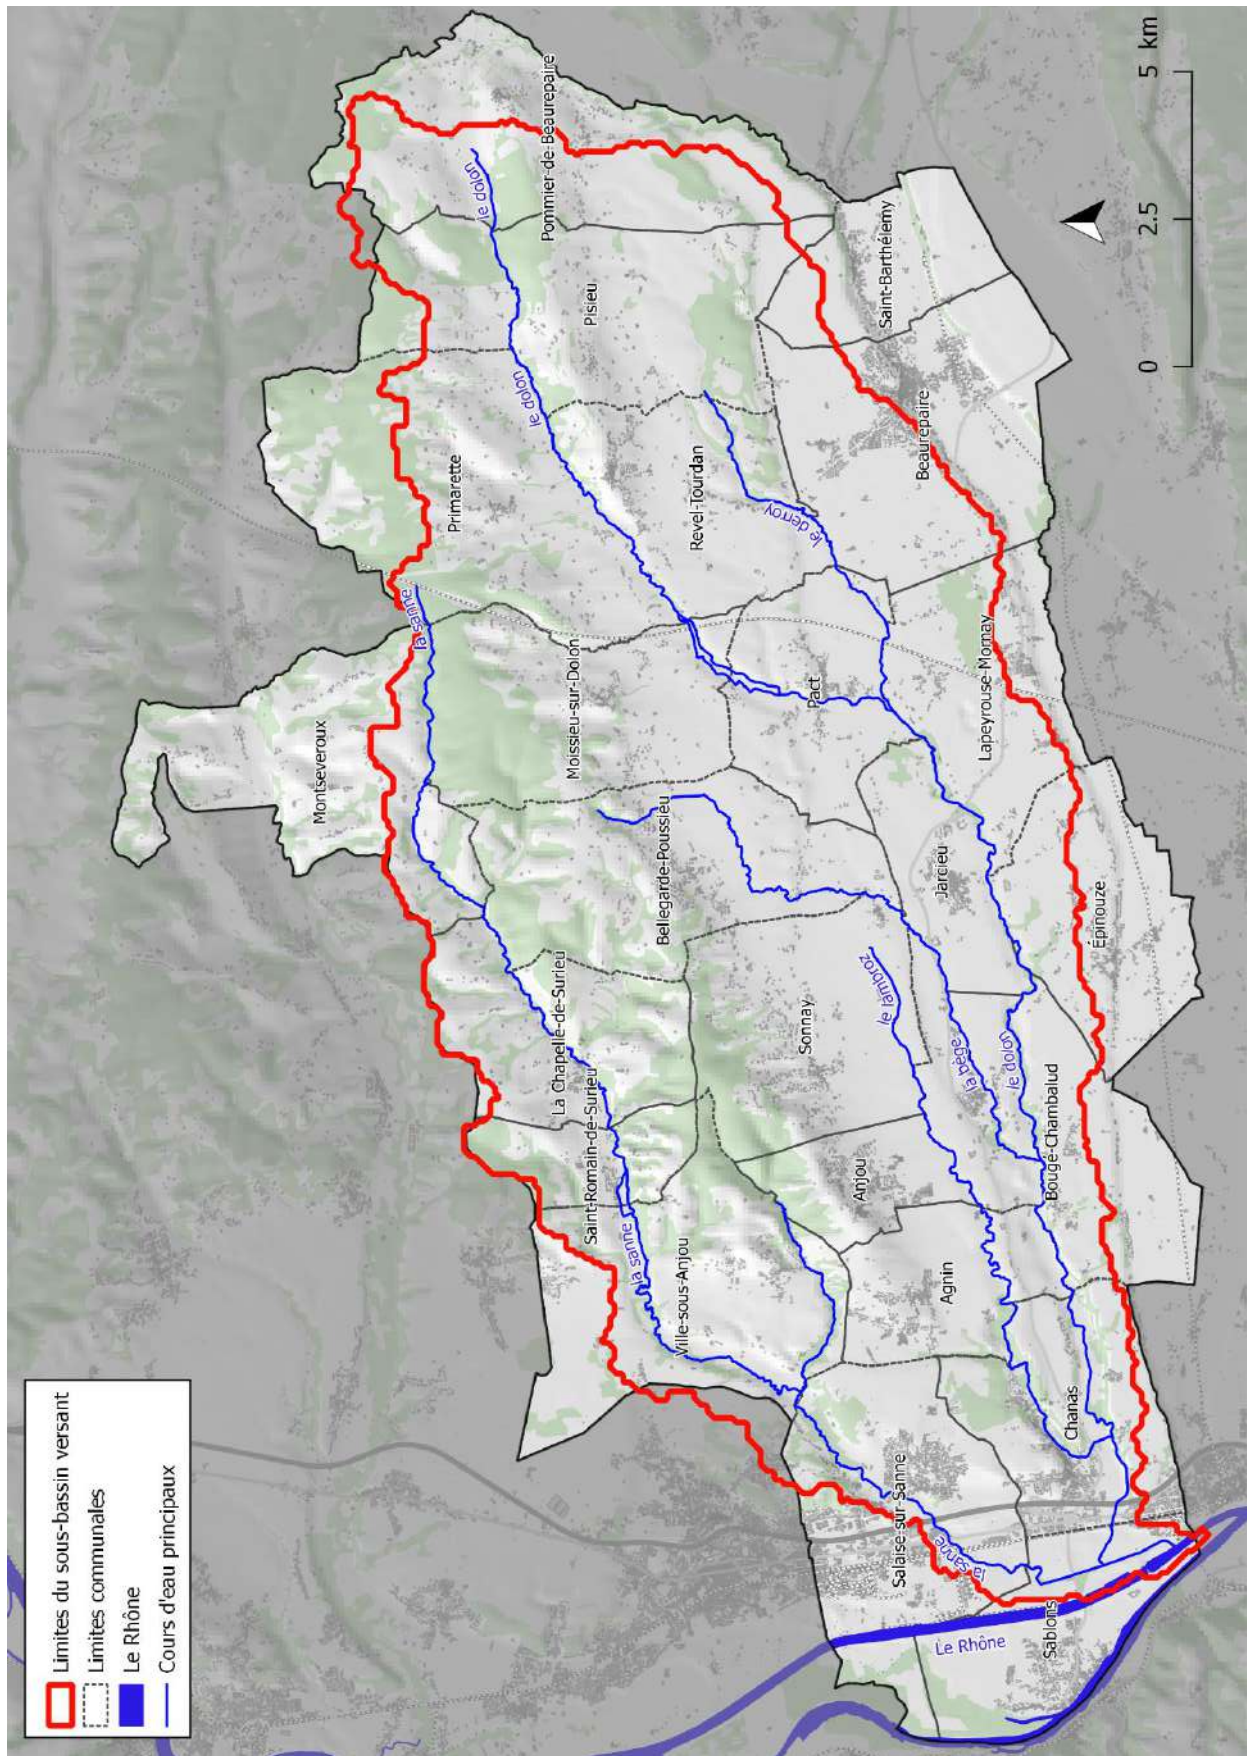 Limites du sous-bassin versant
Limites communales
Le Rhône
Cours d'eau principaux
Montseveroux
Primarette
la sanne
le dolon
Pommier-de-Beaurepaire
le dolon
Pisieu
La Chapelle-de-Surieu
Moissieu-sur-Dolon
Saint-Romain-de-Surieu
la sanne
Bellegarde-Poussieu
Revel-Tourdan
Ville-sous-Anjou
le derroy
Sonnay
Pact
Anjou
le lambroz
Saint-Barthélemy
Salaise-sur-Sanne
Agnin
Jarcieu
Beaurepaire
la sanne
la bège
Lapeyrouse-Mornay
le dolon
Le Rhône
Sablons
Chanas
Bougé-Chambalud
Épinouze
0 2.5 5 km